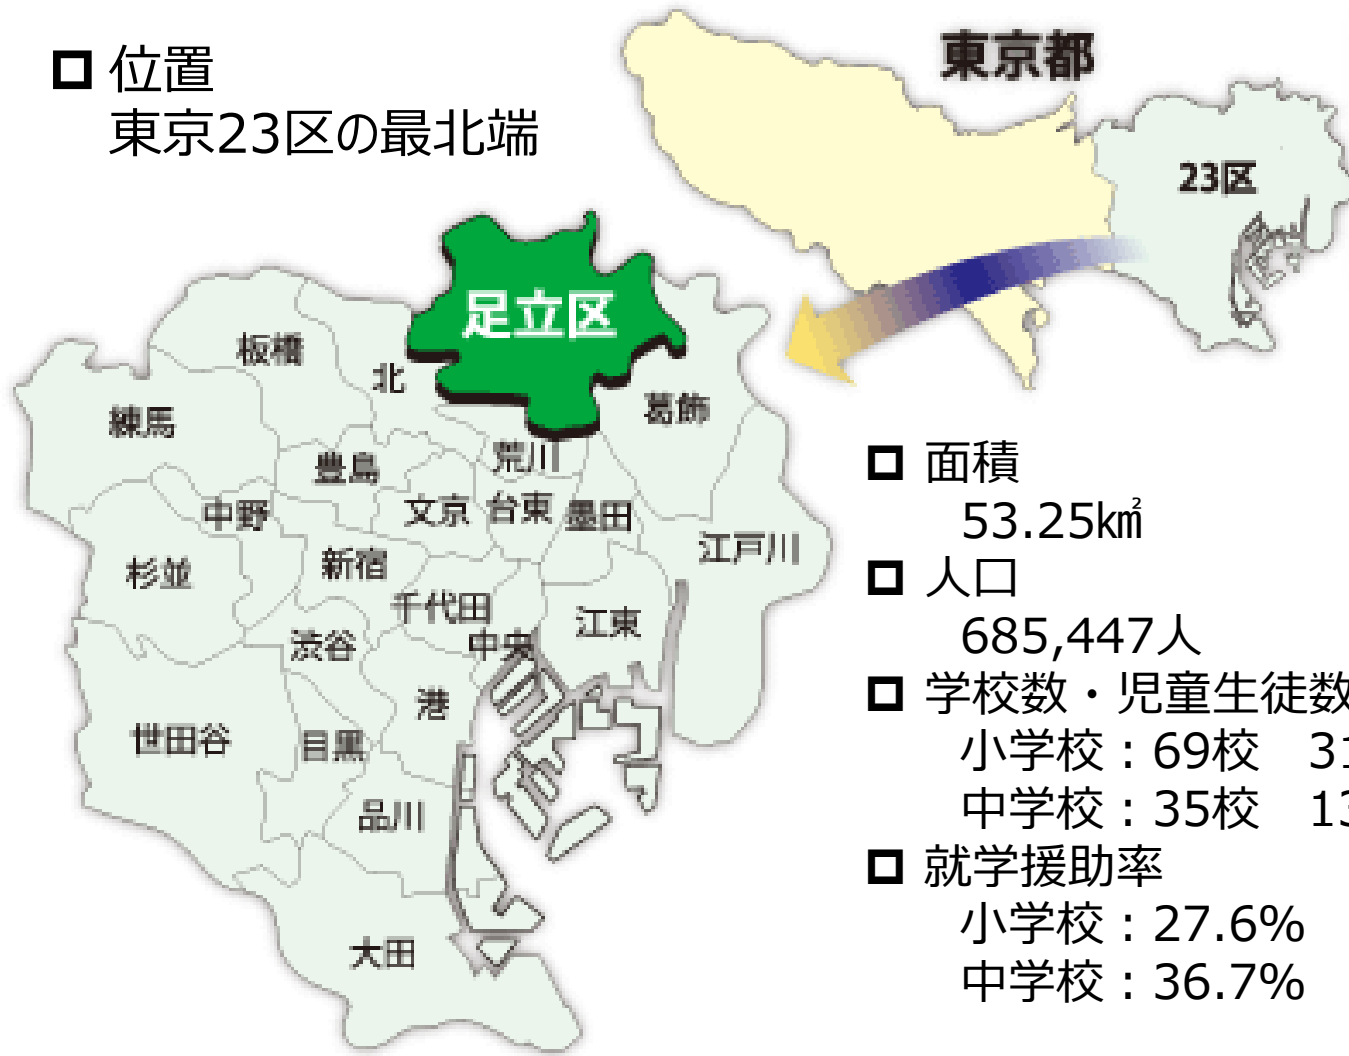 □ 位置
東京23区の最北端
東京都
23区
足立区
板橋
北
練馬
葛飾
豊島
荒川
中野
文京
台東
墨田
杉並
新宿
江戸川
千代田
江東
渋谷
中央
港
世田谷
目黒
品川
大田
□ 面積
53.25k㎡
□ 人口
685,447人
□ 学校数・児童生徒数
小学校：69校 31
中学校：35校 13
□ 就学援助率
小学校：27.6%
中学校：36.7%